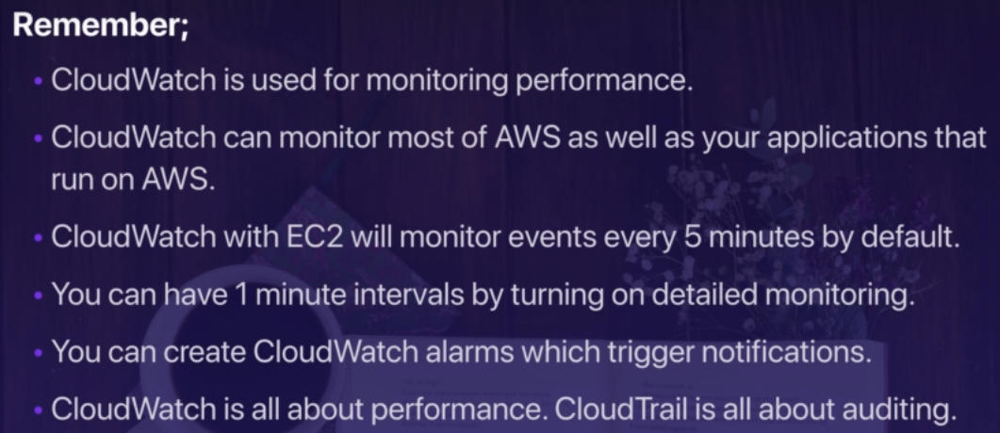 Remember;
• CloudWatch is used for monitoring performance.
• CloudWatch can monitor most of AWS as well as your applications that
run on AWS.
• CloudWatch with EC2 will monitor events every 5 minutes by default.
• You can have 1 minute intervals by turning on detailed monitoring.
• You can create CloudWatch alarms which trigger notifications.
• CloudWatch is all about performance. CloudTrail is all about auditing.